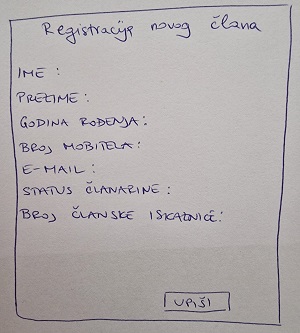 Registracija novog člana
IME :
PREZIME :
GODINA ROĐENJA :
BROJ MOBITELA :
E-MAIL :
STATUS ČLANARINE :
BROJ ČLANSKE ISKAZNICE :
UPIŠI